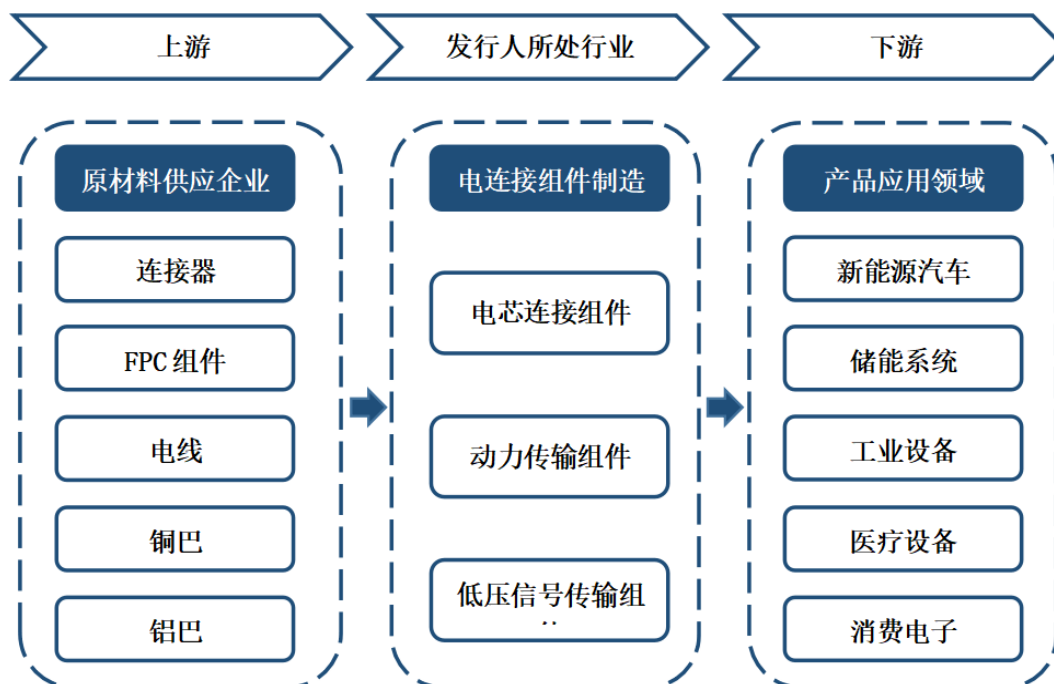 上游
发行人所处行业
下游
原材料供应企业
连接器
FPC 组件
电线
铜巴
铝巴
电连接组件制造
电芯连接组件
动力传输组件
低压信号传输组
产品应用领域
新能源汽车
储能系统
工业设备
医疗设备
消费电子